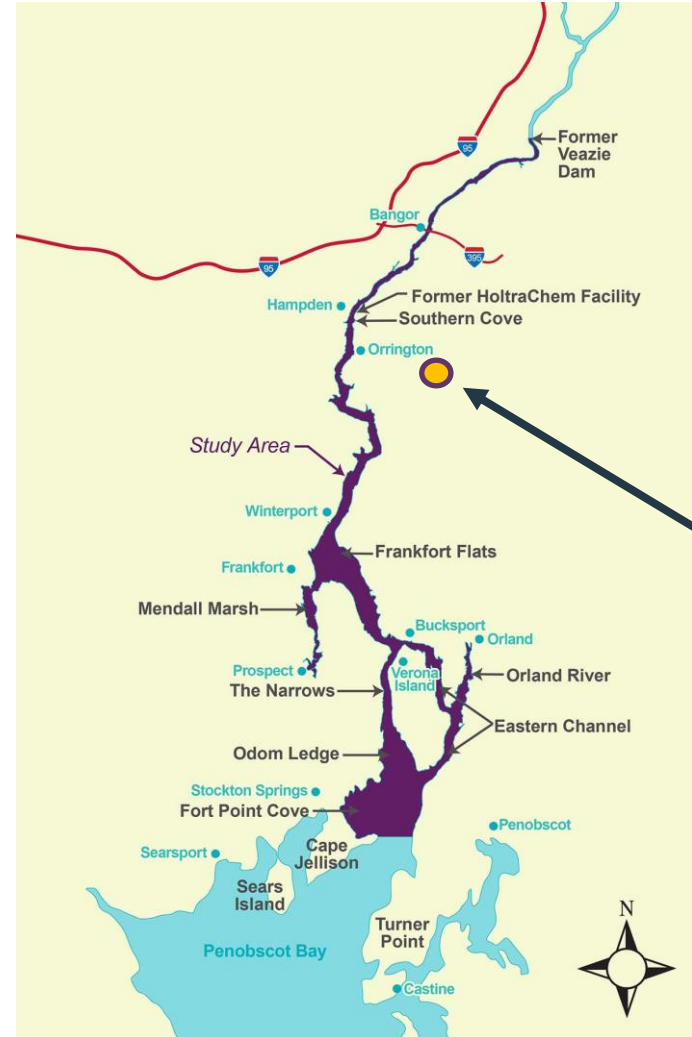 Former
Veazie
Dam
95
Bangor
395
95
Former HoltraChem Facility
Hampden
Southern Cove
Orrington
Study Area
Winterport
Frankfort Flats
Frankfort
Mendall Marsh
Bucksport
Orland
Prospect
Verona
Island
Orland River
The Narrows
Eastern Channel
Odom Ledge
Stockton Springs
Fort Point Cove
Penobscot
Cape
Jellison
Searsport
Sears
Island
Turner
Point
N
Penobscot Bay
Castine